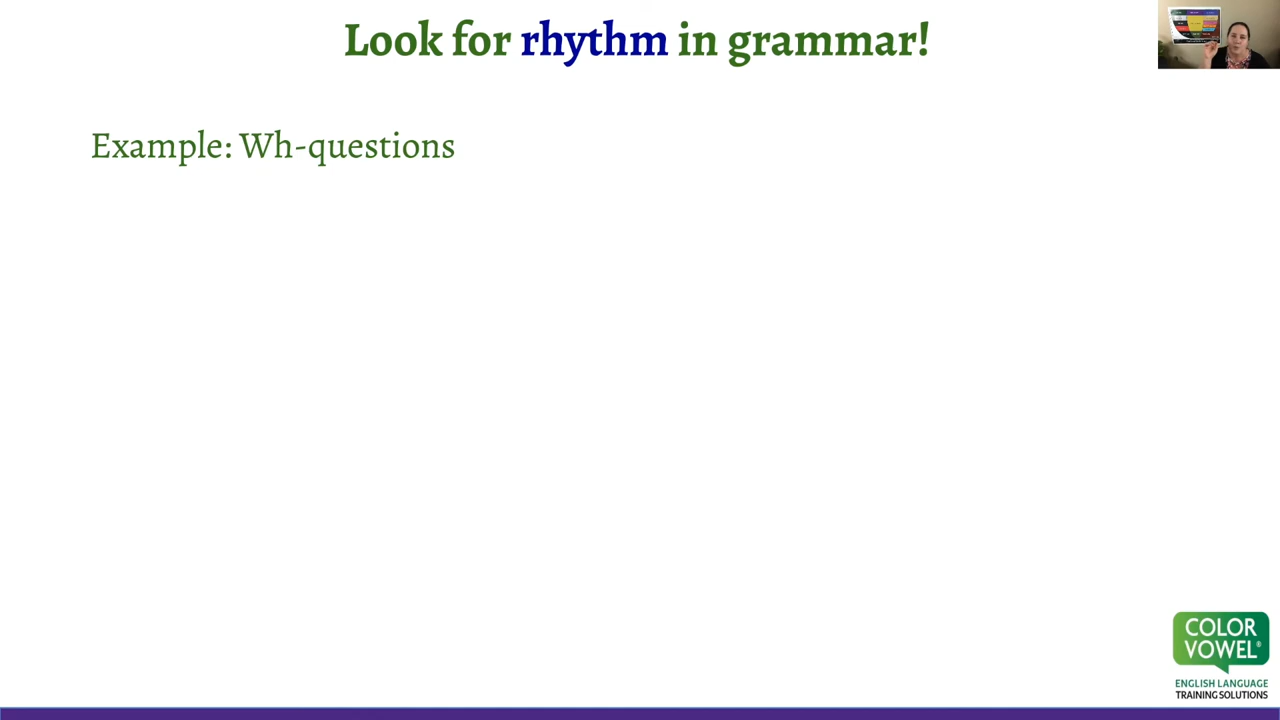 Look for rhythm in grammar!
Example: Wh-questions
COLOR
VOWEL®
ENGLISH LANGUAGE
TRAINING SOLUTIONS